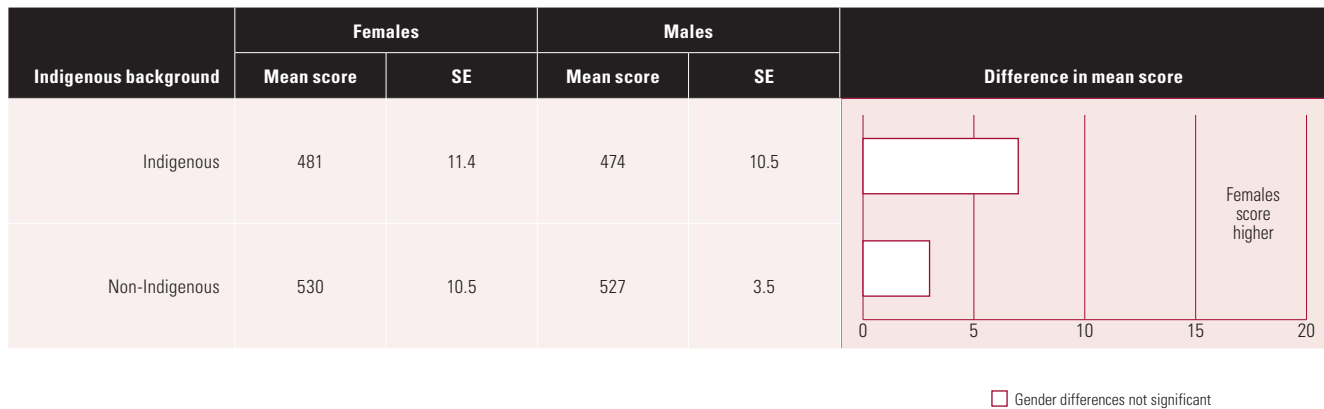 Females Males
Indigenous background Mean score SE Mean score SE Difference in mean score
Indigenous 481 11.4 474 10.5
Females
score
higher
Non-Indigenous 530 10.5 527 3.5
0 5 10 15 20
Gender differences not significant